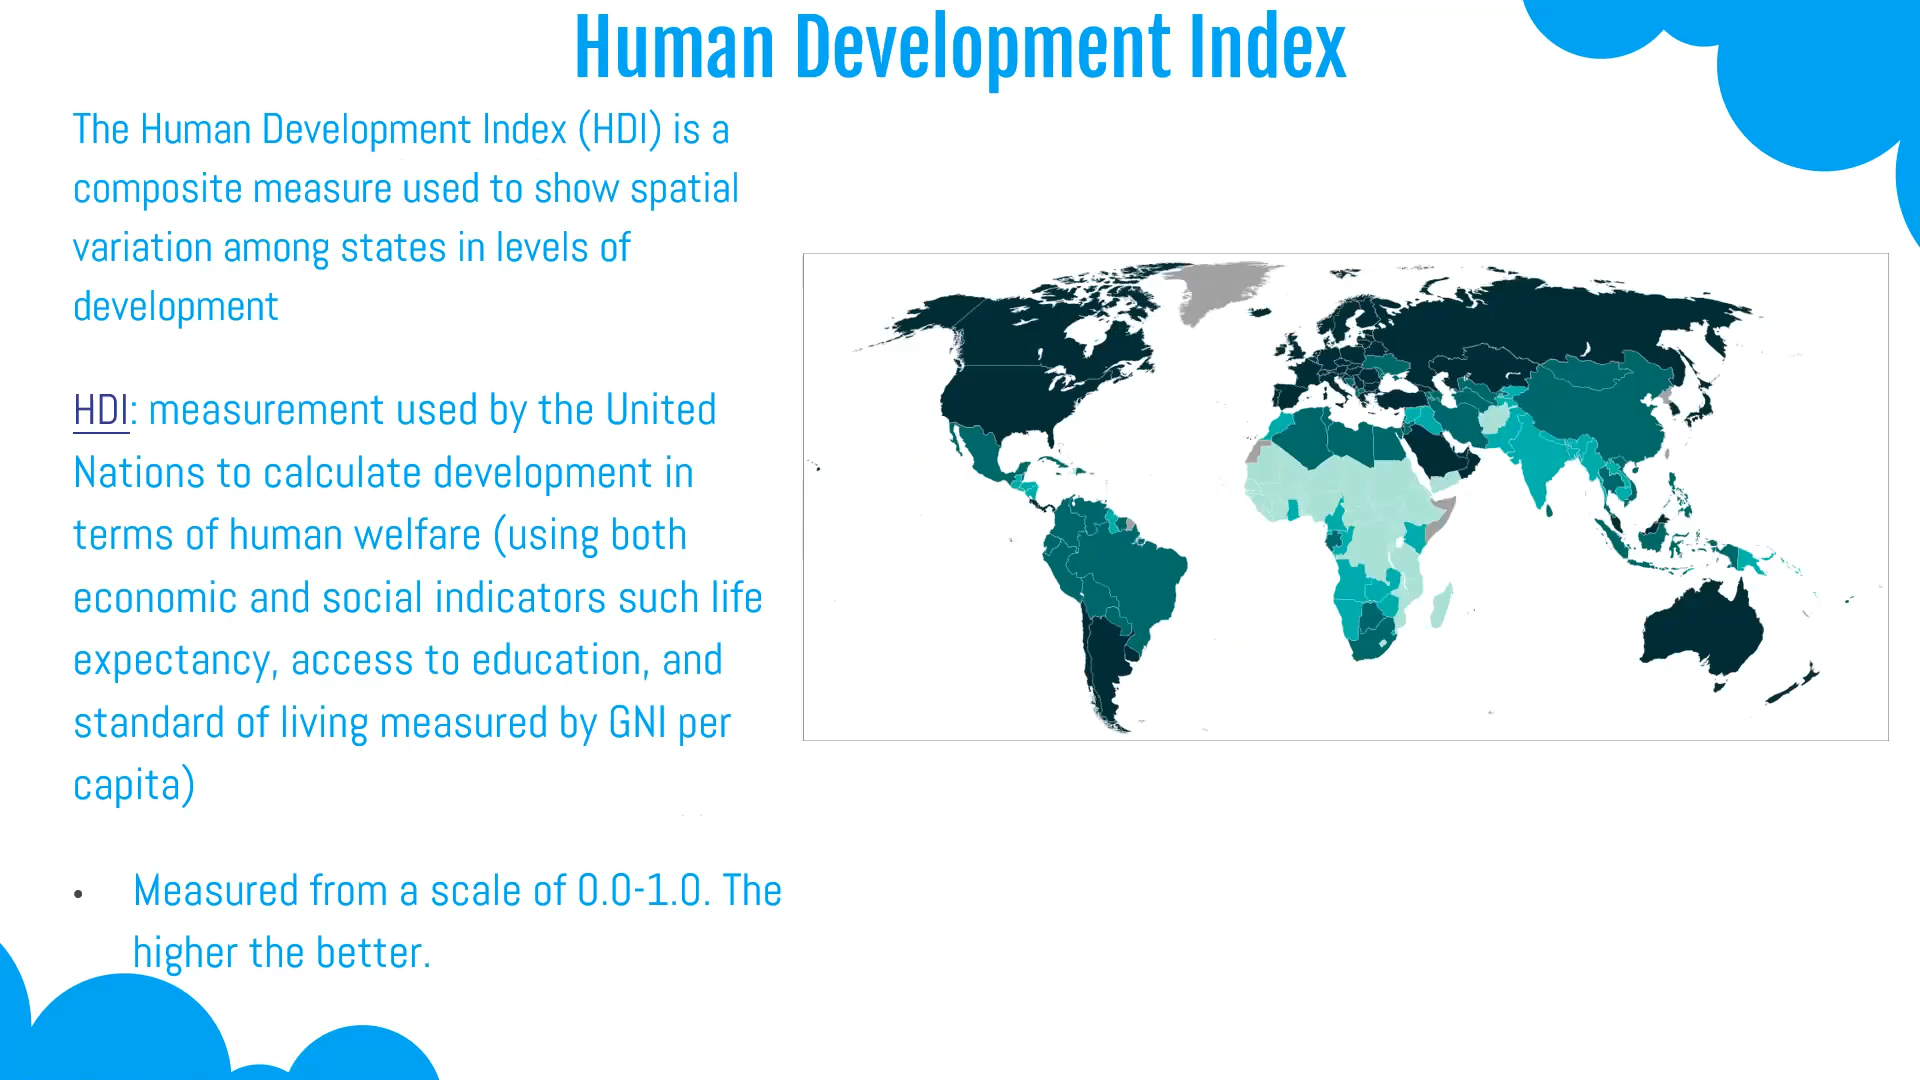 Human Development Index
The Human Development Index (HDI) is a
composite measure used to show spatial
variation among states in levels of
development
HDI: measurement used by the United
Nations to calculate development in
terms of human welfare (using both
economic and social indicators such life
expectancy, access to education, and
standard of living measured by GNI per
capita)
• Measured from a scale of 0.0-1.0. The
higher the better.